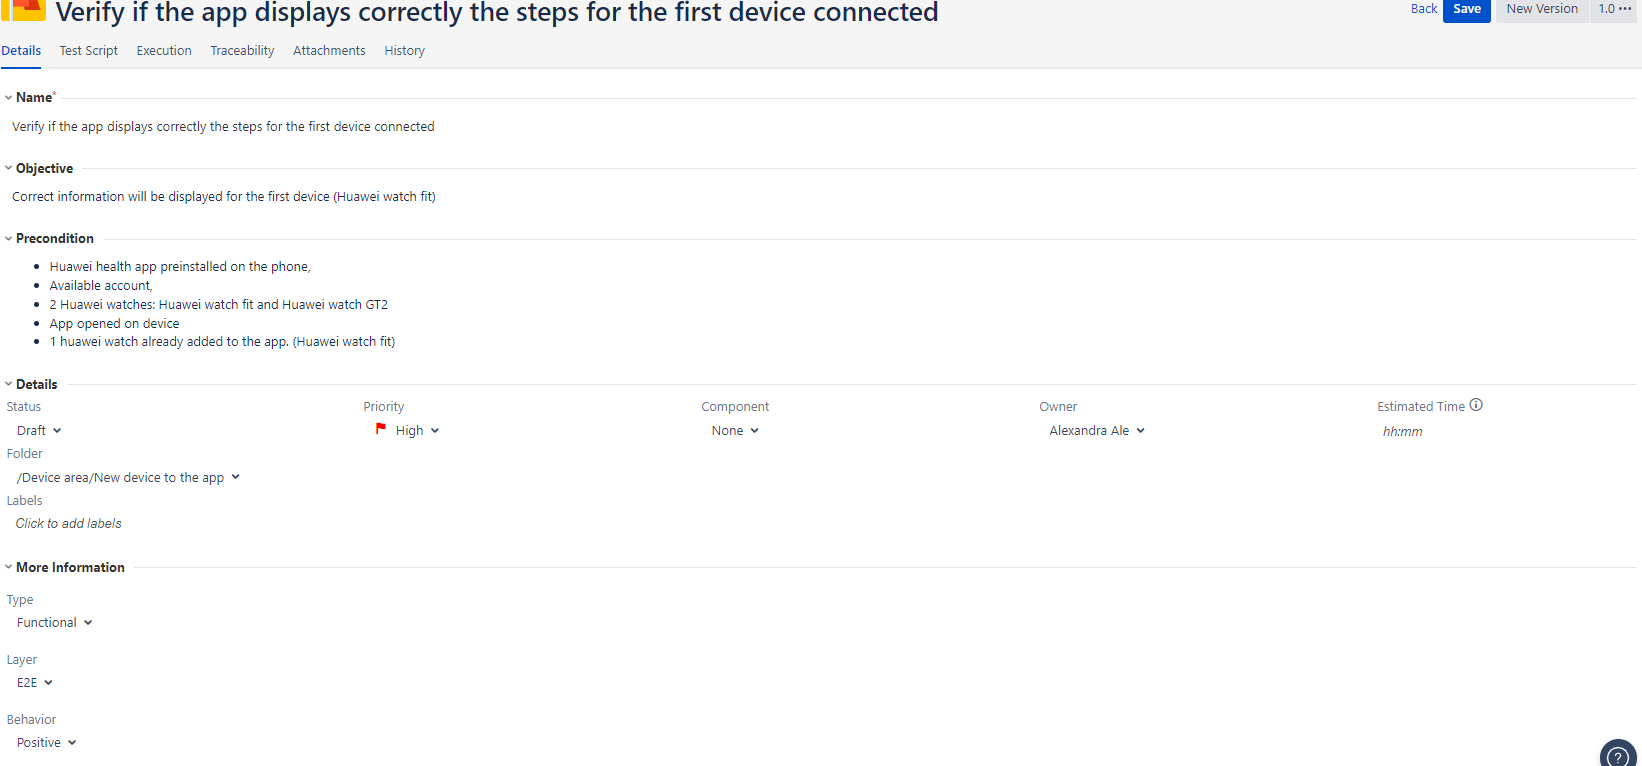 Verify if the app displays correctly the steps for the first device connected
Back Save New Version 1.0 ···
Details Test Script Execution Traceability Attachments History
Name*
Verify if the app displays correctly the steps for the first device connected
Objective
Correct information will be displayed for the first device (Huawei watch fit)
Precondition
• Huawei health app preinstalled on the phone,
• Available account,
• 2 Huawei watches: Huawei watch fit and Huawei watch GT2
• App opened on device
• 1 huawei watch already added to the app. (Huawei watch fit)
Details
Status Priority Component Owner Estimated Time
Draft High None Alexandra Ale hh:mm
Folder
/Device area/New device to the app
Labels
Click to add labels
More Information
Type
Functional
Layer
E2E
Behavior
Positive
?